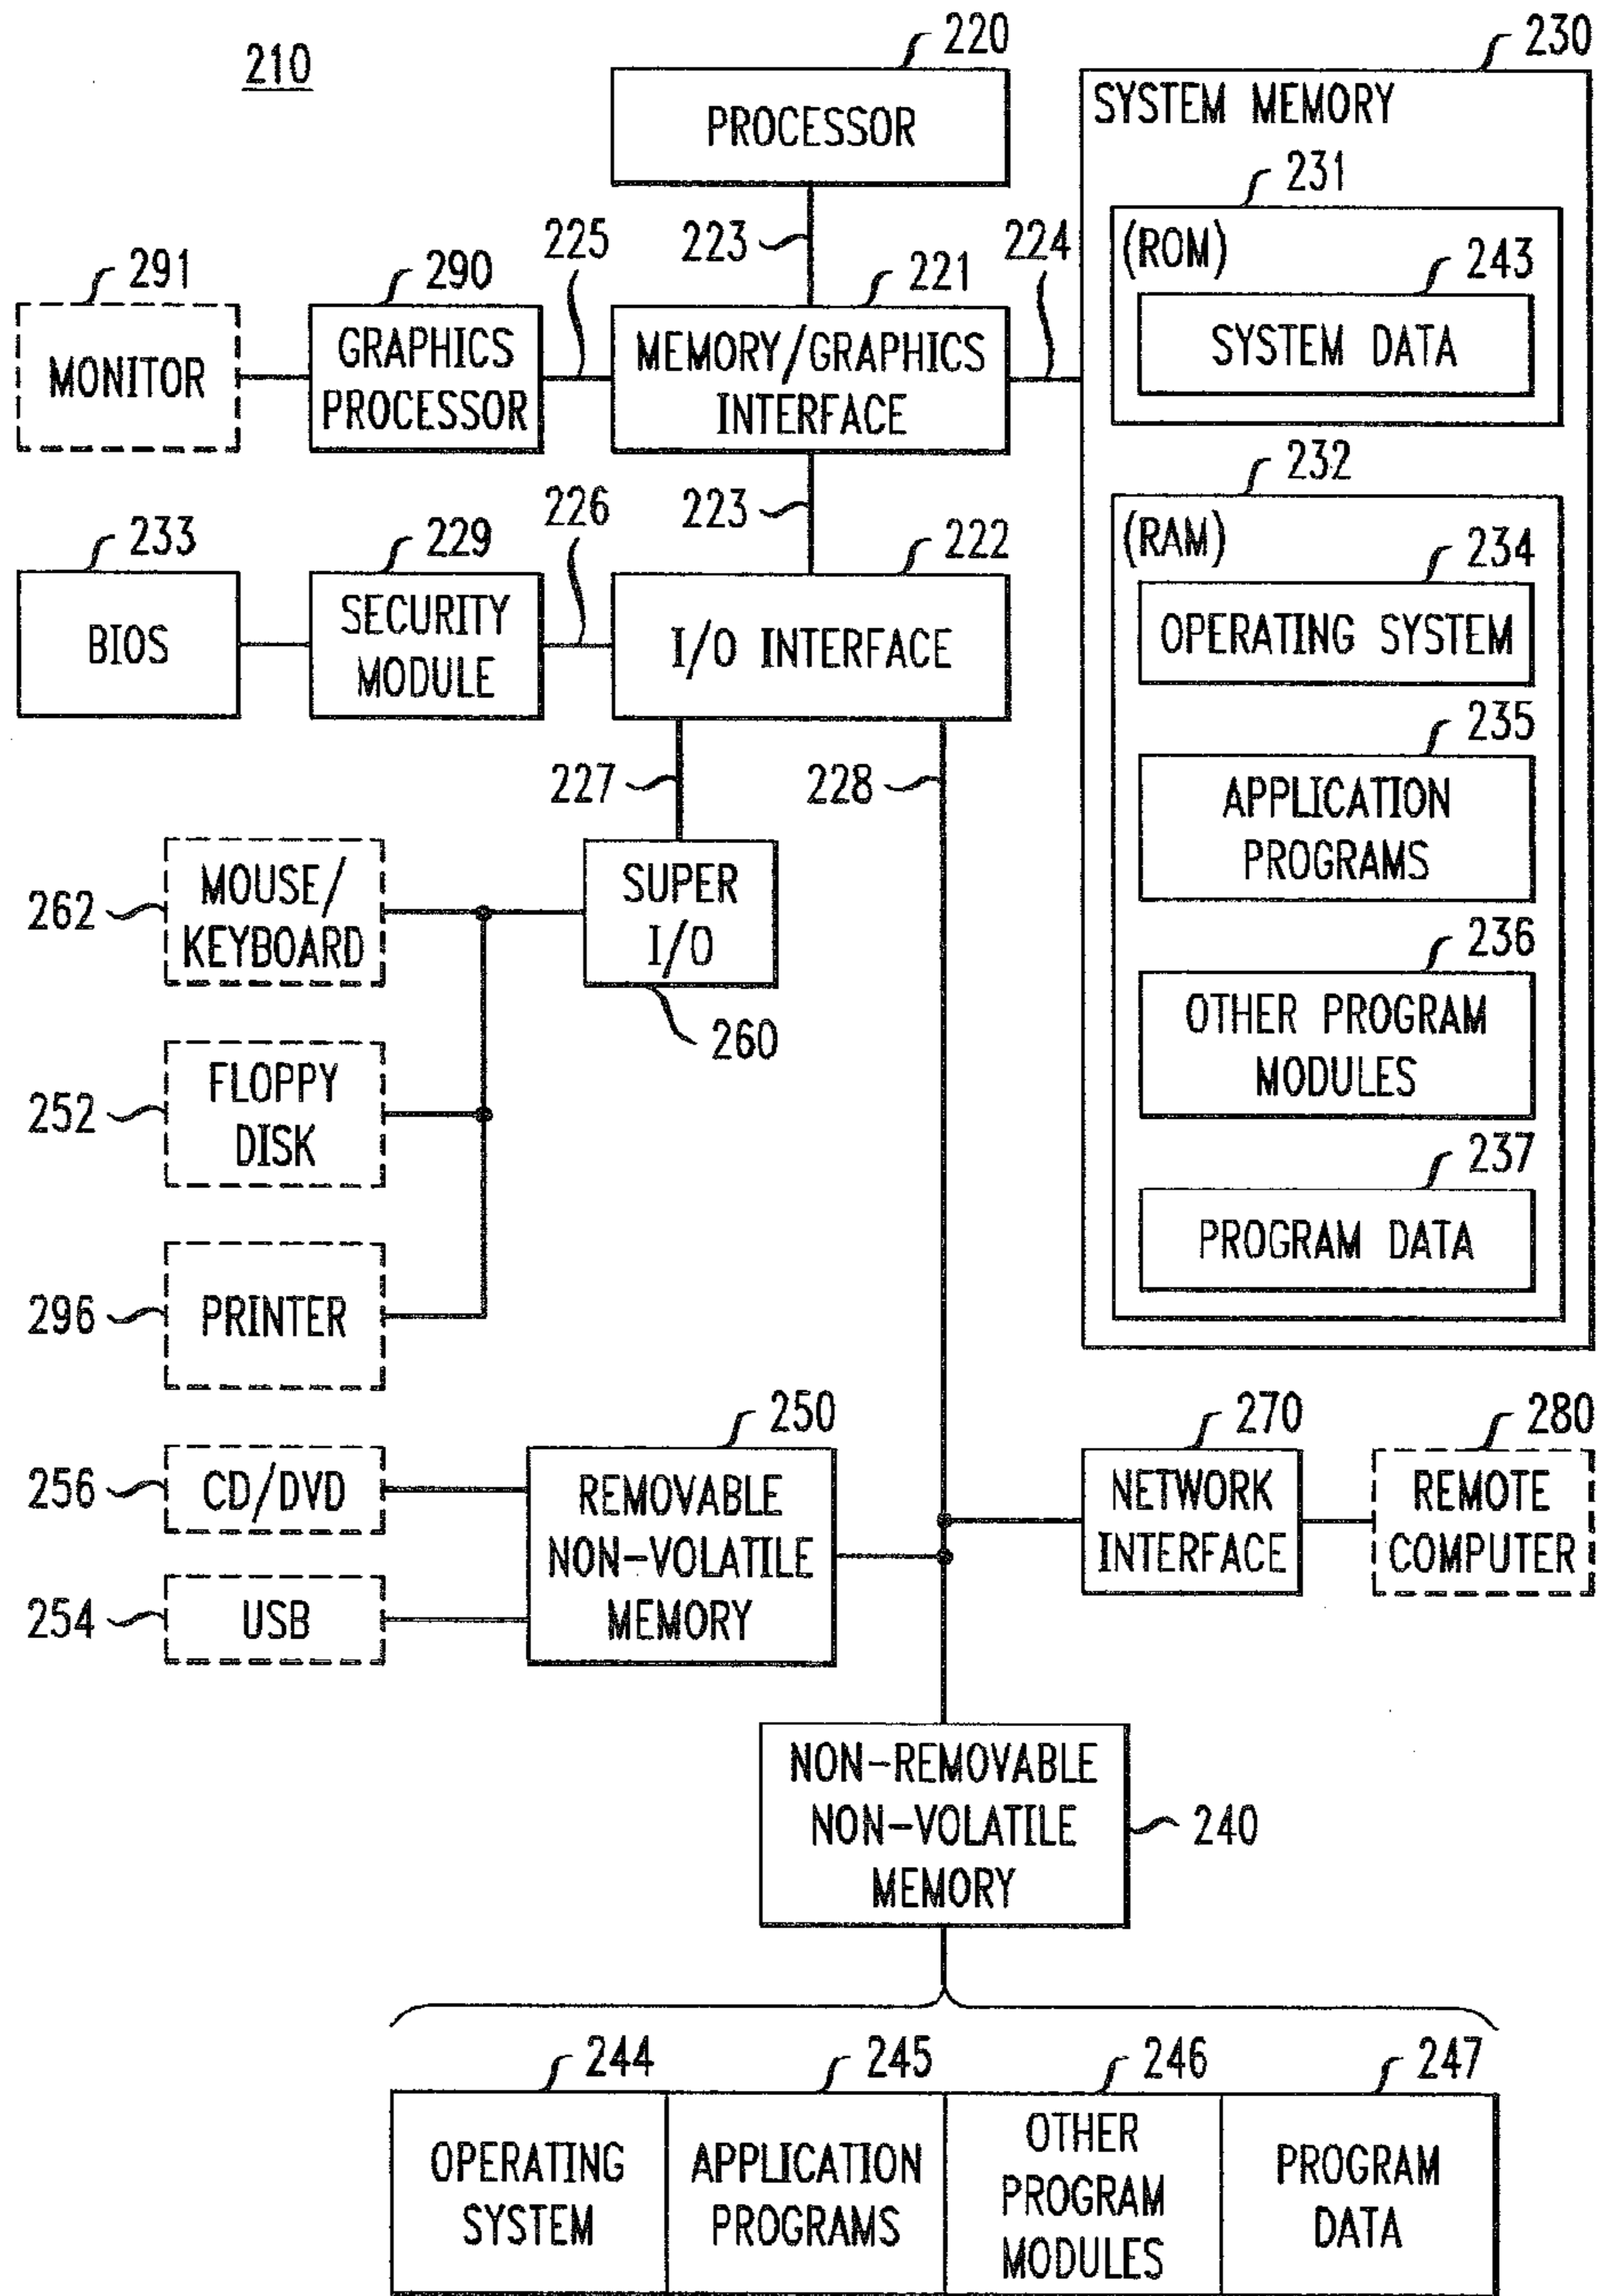 210
220
PROCESSOR
230
SYSTEM MEMORY
231
(ROM)
243
SYSTEM DATA
223
225
224
291
MONITOR
290
GRAPHICS
PROCESSOR
221
MEMORY/GRAPHICS
INTERFACE
232
(RAM)
234
OPERATING SYSTEM
235
APPLICATION
PROGRAMS
236
OTHER PROGRAM
MODULES
237
PROGRAM DATA
223
226
233
BIOS
229
SECURITY
MODULE
222
I/O INTERFACE
227
228
262
MOUSE/
KEYBOARD
SUPER
I/O
260
252
FLOPPY
DISK
296
PRINTER
256
CD/DVD
254
USB
250
REMOVABLE
NON-VOLATILE
MEMORY
270
NETWORK
INTERFACE
280
REMOTE
COMPUTER
NON-REMOVABLE
NON-VOLATILE
MEMORY
240
244
OPERATING
SYSTEM
245
APPLICATION
PROGRAMS
246
OTHER
PROGRAM
MODULES
247
PROGRAM
DATA